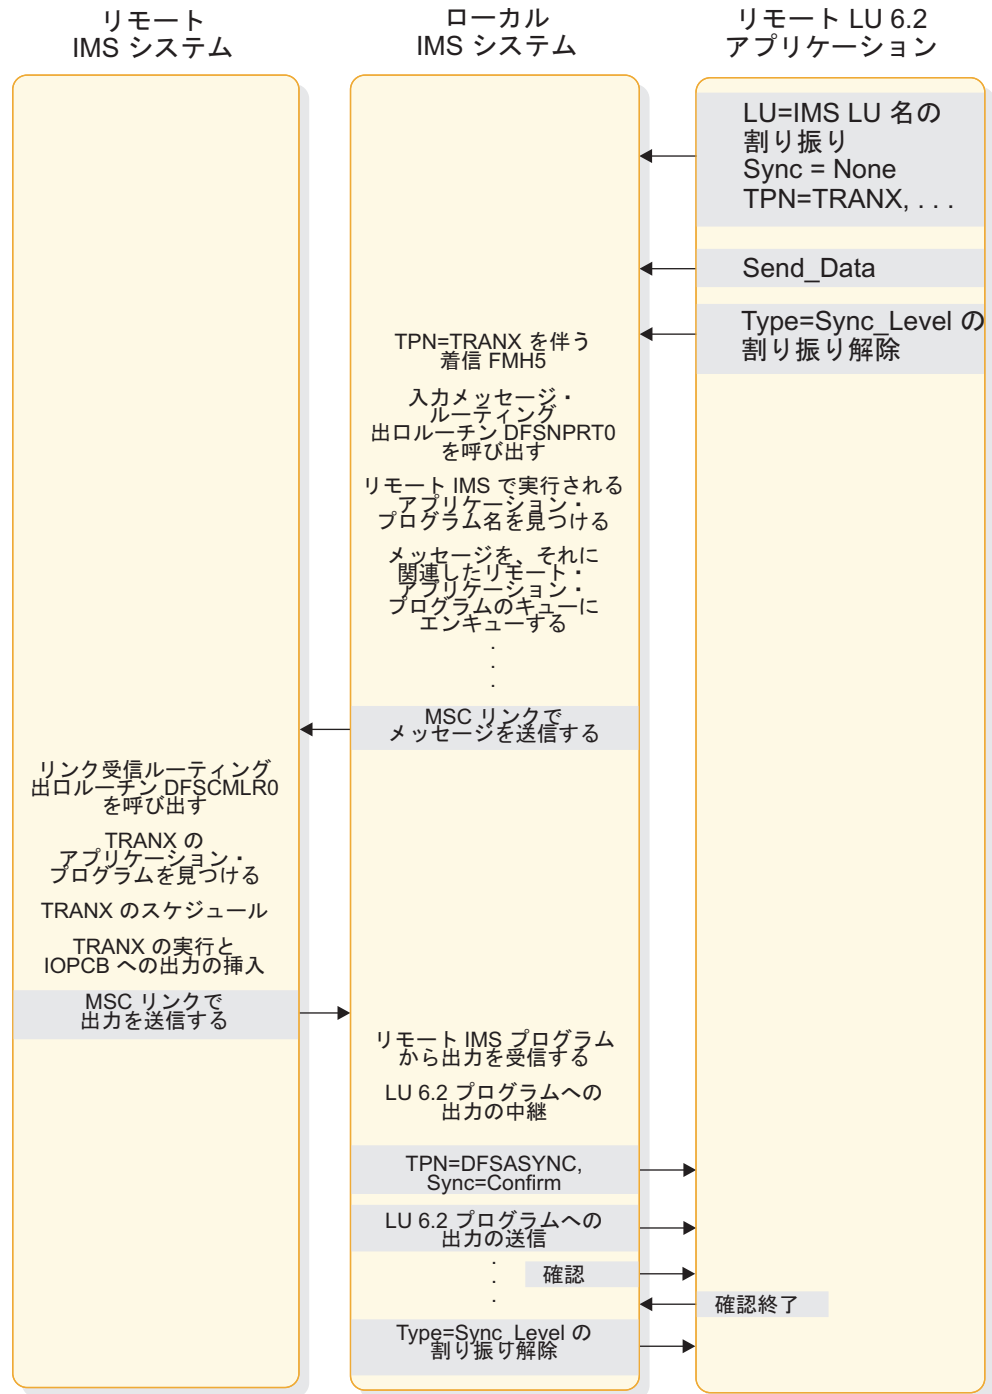 リモート
IMS システム
ローカル
IMS システム
リモート LU 6.2
アプリケーション
LU=IMS LU 名の
割り振り
Sync = None
TPN=TRANX, . . .
Send_Data
Type=Sync_Level の
割り振り解除
TPN=TRANX を伴う
着信 FMH5
入力メッセージ・
ルーティング
出口ルーチン DFSNPRT0
を呼び出す
リモート IMS で実行される
アプリケーション・
プログラム名を見つける
メッセージを、それに
関連したリモート・
アプリケーション・
プログラムのキューに
エンキューする
.
.
.
MSC リンクで
メッセージを送信する
リンク受信ルーティング
出口ルーチン DFSCMLR0
を呼び出す
TRANX の
アプリケーション・
プログラムを見つける
TRANX のスケジュール
TRANX の実行と
IOPCB への出力の挿入
MSC リンクで
出力を送信する
リモート IMS プログラム
から出力を受信する
LU 6.2 プログラムへの
出力の中継
TPN=DFSASYNC,
Sync=Confirm
LU 6.2 プログラムへの
出力の送信
.
.
.
確認
確認終了
Type=Sync_Level の
割り振り解除